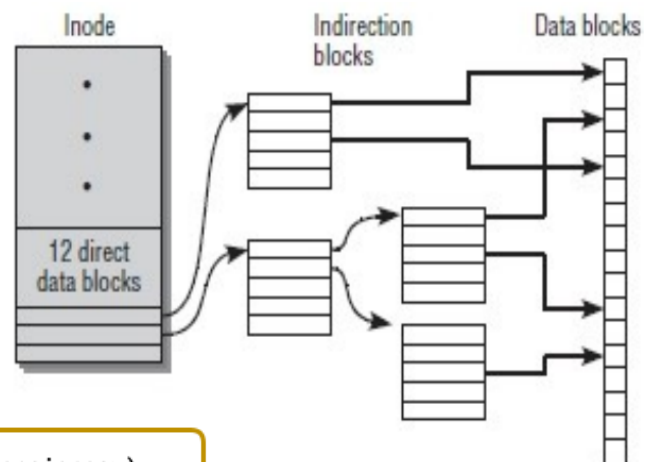 Inode
Indirection
blocks
Data blocks
12 direct
data blocks